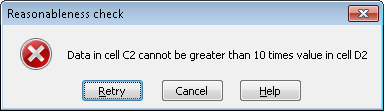 Reasonableness check
Data in cell C2 cannot be greater than 10 times value in cell D2
Retry
Cancel
Help